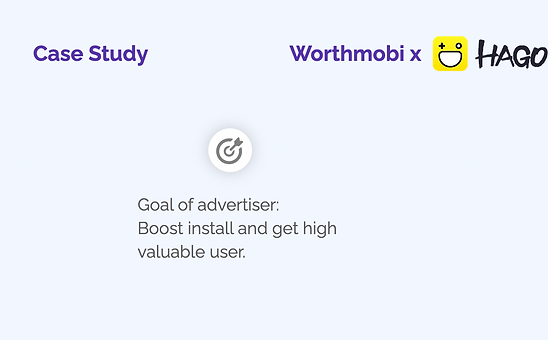 Case Study
Worthmobi x HAGO
Goal of advertiser:
Boost install and get high
valuable user.